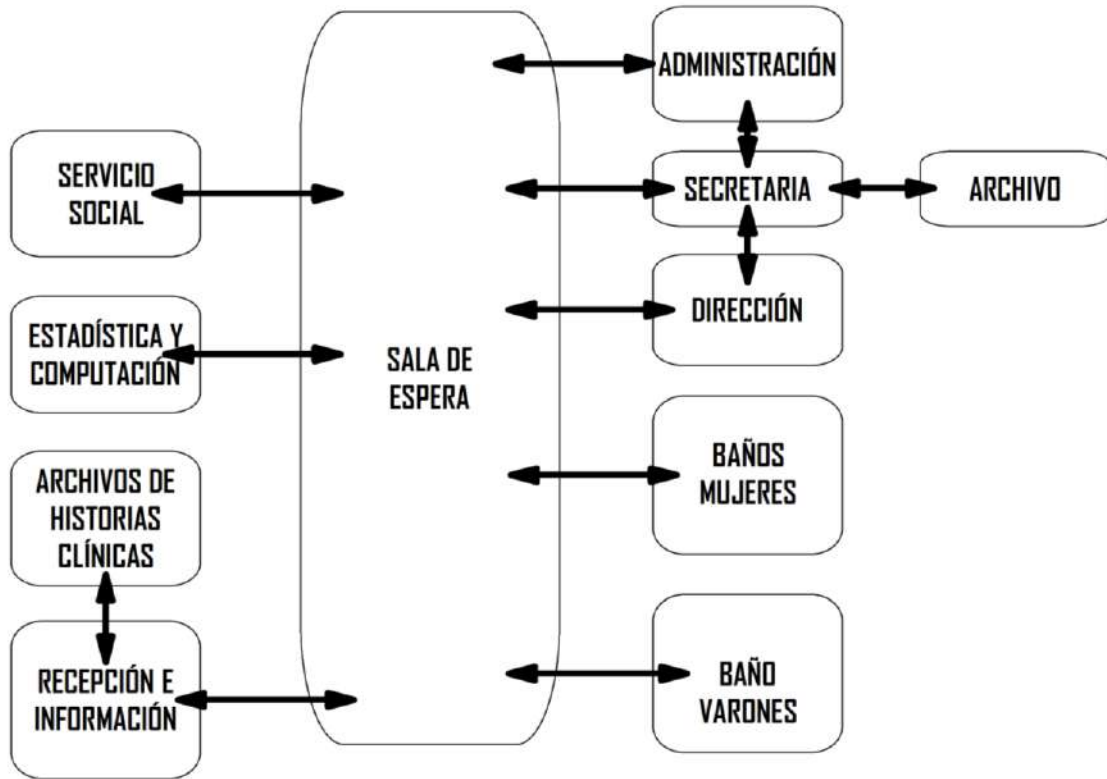 SERVICIO
SOCIAL
ESTADÍSTICA Y
COMPUTACIÓN
ARCHIVOS DE
HISTORIAS
CLÍNICAS
RECEPCIÓN E
INFORMACIÓN
SALA DE
ESPERA
ADMINISTRACIÓN
SECRETARIA
ARCHIVO
DIRECCIÓN
BAÑOS
MUJERES
BAÑO
VARONES